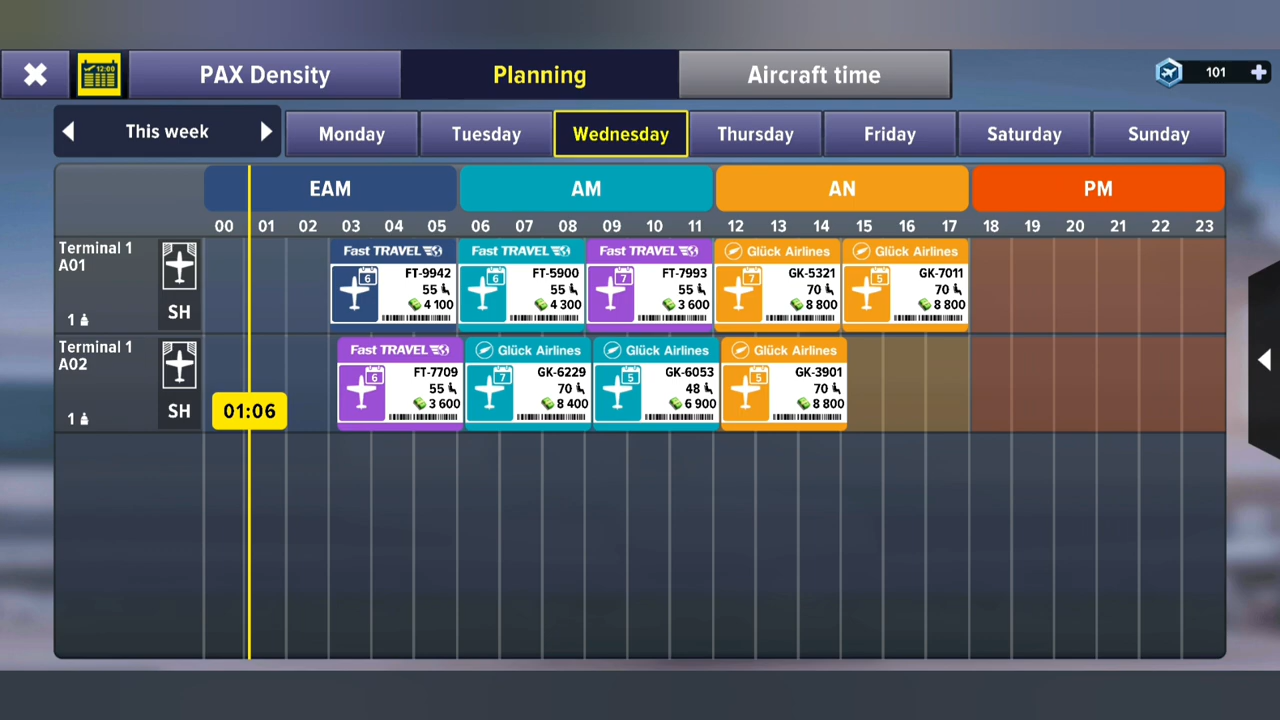 12:00
PAX Density
Planning
Aircraft time
101
This week
Monday
Tuesday
Wednesday
Thursday
Friday
Saturday
Sunday
EAM
AM
AN
PM
00 01 02 03 04 05 06 07 08 09 10 11 12 13 14 15 16 17 18 19 20 21 22 23
Terminal 1
A01
1
SH
Fast TRAVEL
6
FT-9942
55
4 100
Fast TRAVEL
6
FT-5900
55
4 300
Fast TRAVEL
7
FT-7993
55
3 600
Glück Airlines
7
GK-5321
70
8 800
Glück Airlines
5
GK-7011
70
8 800
Terminal 1
A02
1
SH
01:06
Fast TRAVEL
6
FT-7709
55
3 600
Glück Airlines
7
GK-6229
70
8 400
Glück Airlines
5
GK-6053
48
6 900
Glück Airlines
5
GK-3901
70
8 800